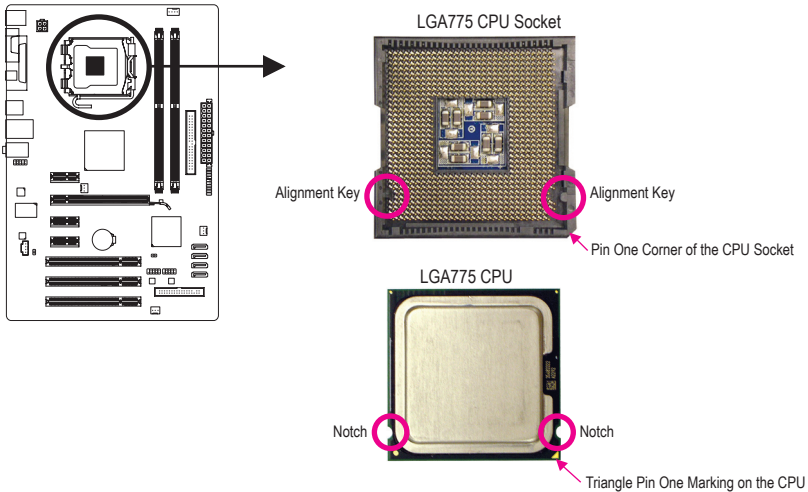 LGA775 CPU Socket
Alignment Key
Alignment Key
Pin One Corner of the CPU Socket
LGA775 CPU
Notch
Notch
Triangle Pin One Marking on the CPU